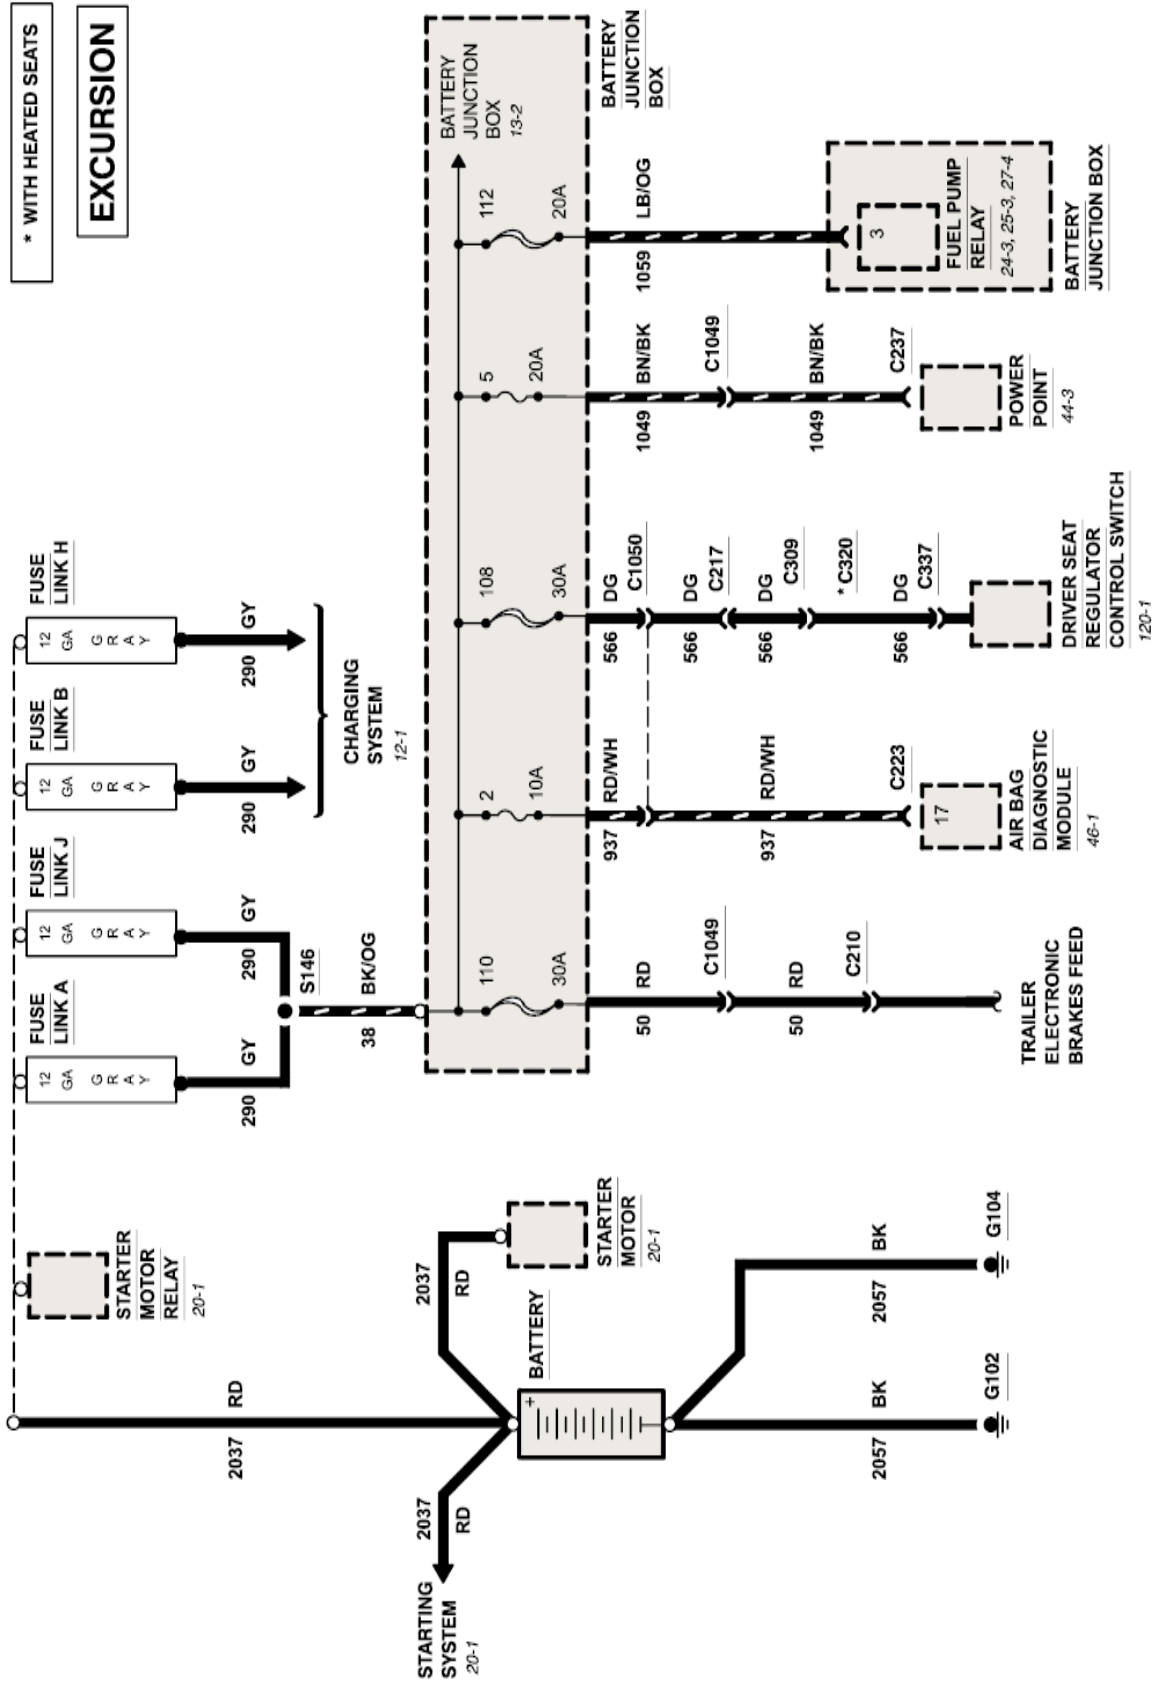 * WITH HEATED SEATS
EXCURSION
FUSE
LINK A
12
GA
G
R
A
Y
290
GY
FUSE
LINK J
12
GA
G
R
A
Y
290
GY
FUSE
LINK B
12
GA
G
R
A
Y
290
GY
FUSE
LINK H
12
GA
G
R
A
Y
290
GY
S146
CHARGING
SYSTEM
12-1
38
BK/OG
STARTER
MOTOR
RELAY
20-1
2037
RD
2037
RD
STARTING
SYSTEM
20-1
2037
RD
STARTER
MOTOR
20-1
BATTERY
+
2057
BK
G102
2057
BK
G104
BATTERY
JUNCTION
BOX
13-2
110
30A
2
10A
108
30A
5
20A
112
20A
BATTERY
JUNCTION
BOX
50
RD
C1049
50
RD
C210
TRAILER
ELECTRONIC
BRAKES FEED
937
RD/WH
937
RD/WH
C223
17
AIR BAG
DIAGNOSTIC
MODULE
46-1
566
DG
C1050
566
DG
C217
566
DG
C309
* C320
566
DG
C337
DRIVER SEAT
REGULATOR
CONTROL SWITCH
120-1
1049
BN/BK
C1049
1049
BN/BK
C237
POWER
POINT
44-3
1059
LB/OG
3
FUEL PUMP
RELAY
24-3, 25-3, 27-4
BATTERY
JUNCTION BOX